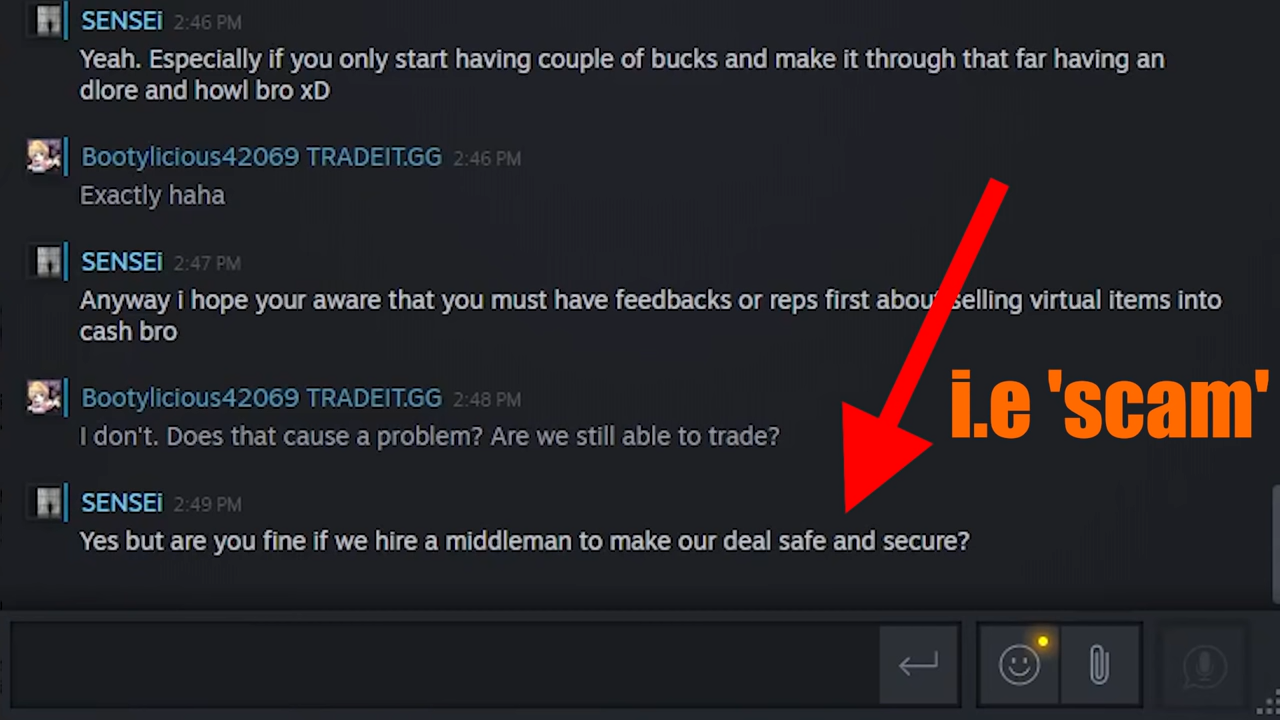 SENSEi 2:46 PM
Yeah. Especially if you only start having couple of bucks and make it through that far having an
dlore and howl bro xD
Bootylicious42069 TRADEIT.GG 2:46 PM
Exactly haha
SENSEi 2:47 PM
Anyway i hope your aware that you must have feedbacks or reps first about selling virtual items into
cash bro
Bootylicious42069 TRADEIT.GG 2:48 PM
I don't. Does that cause a problem? Are we still able to trade?
i.e 'scam'
SENSEi 2:49 PM
Yes but are you fine if we hire a middleman to make our deal safe and secure?